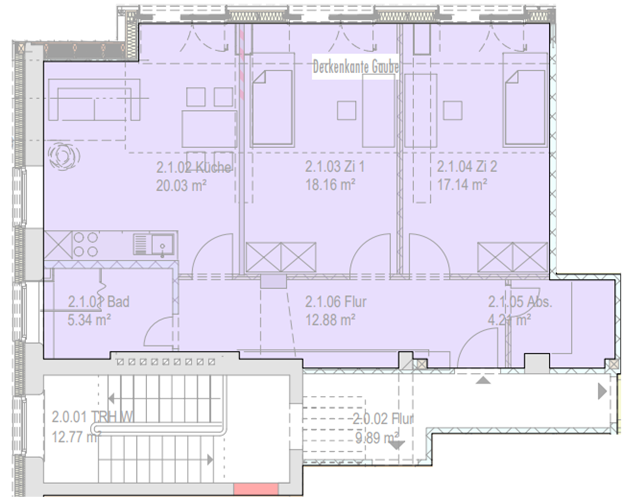 Deckenkante Gaube
2.1.02 Küche
20.03 m²
2.1.03 Zi 1
18.16 m²
2.1.04 Zi 2
17.14 m²
2.1.01 Bad
5.34 m²
2.1.06 Flur
12.88 m²
2.1.05 Abs.
4.21 m²
2.0.01 TRH W
12.77 m²
2.0.02 Flur
9.89 m²